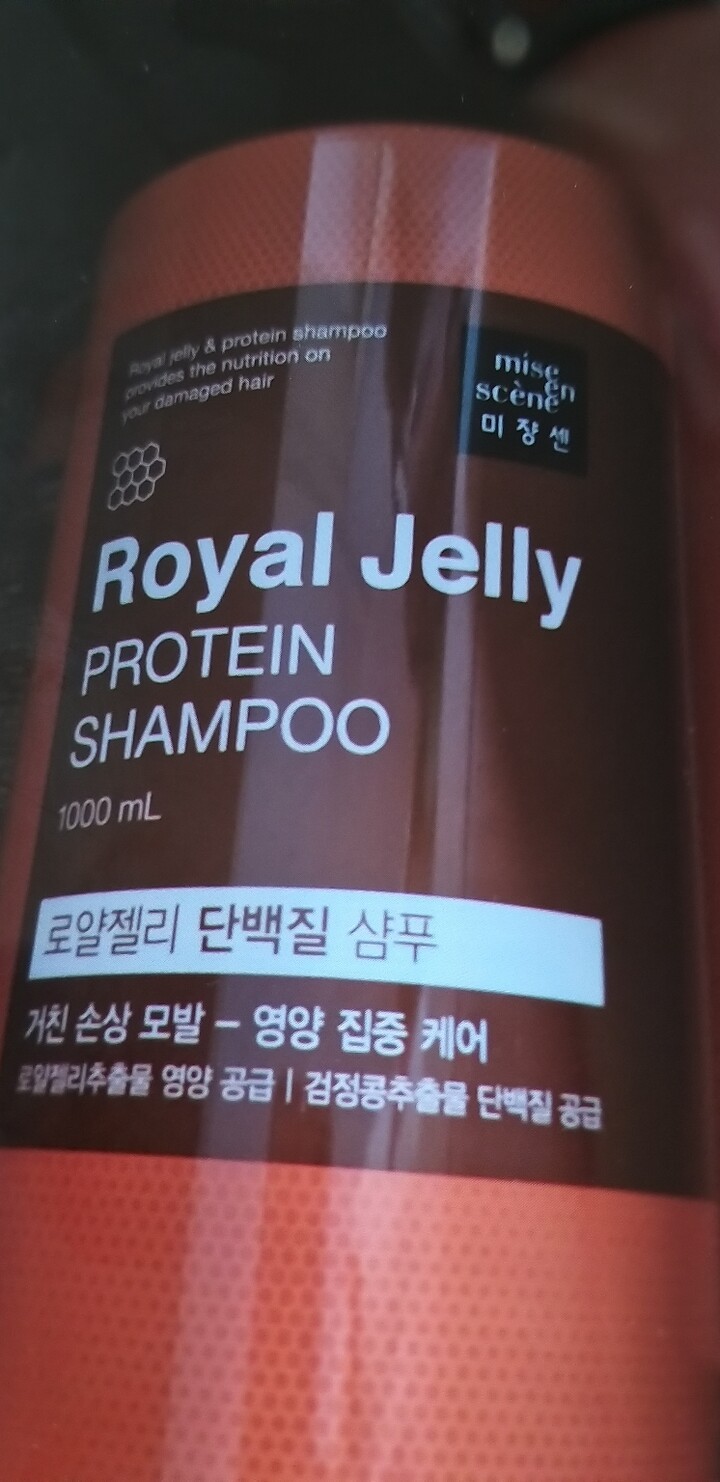 Royal jelly & protein shampoo
provides the nutrition on
your damaged hair
mise
en
scène
미쟝센
Royal Jelly
PROTEIN
SHAMPOO
1000 mL
로얄젤리 단백질 샴푸
거친 손상 모발 – 영양 집중 케어
로얄젤리추출물 영양 공급 | 검정콩추출물 단백질 공급